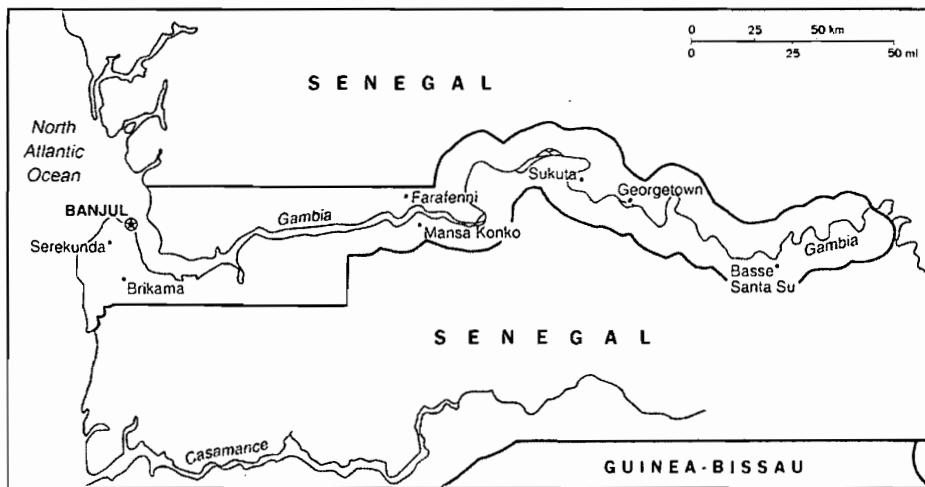 0 25 50 km
0 25 50 ml
SENEGAL
North
Atlantic
Ocean
Sukuta
Georgetown
Farafenni
BANJUL
Gambia
Mansa Konko
Serekunda
Gambia
Basse
Santa Su
Brikama
SENEGAL
Casamance
GUINEA-BISSAU